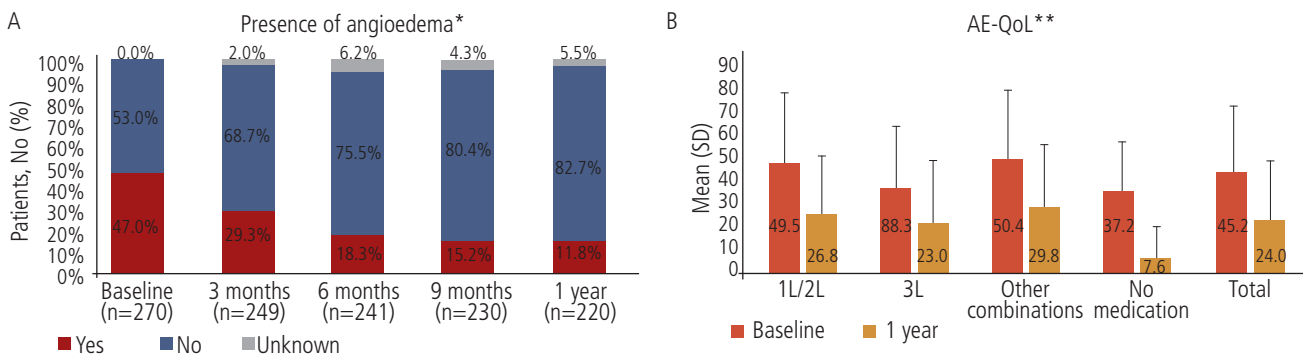 A
Presence of angioedema*
0.0% 2.0% 6.2% 4.3% 5.5%
100%
90%
80%
70%
60%
50%
40%
30%
20%
10%
0%
Patients, No (%)
53.0% 68.7% 75.5% 80.4% 82.7%
47.0% 29.3% 18.3% 15.2% 11.8%
Baseline 3 months 6 months 9 months 1 year
(n=270) (n=249) (n=241) (n=230) (n=220)
Yes No Unknown
B
AE-QoL**
90
80
70
60
50
40
30
20
10
0
Mean (SD)
49.5 88.3 50.4 37.2 45.2
26.8 23.0 29.8 7.6 24.0
1L/2L 3L Other No Total
combinations medication
Baseline 1 year